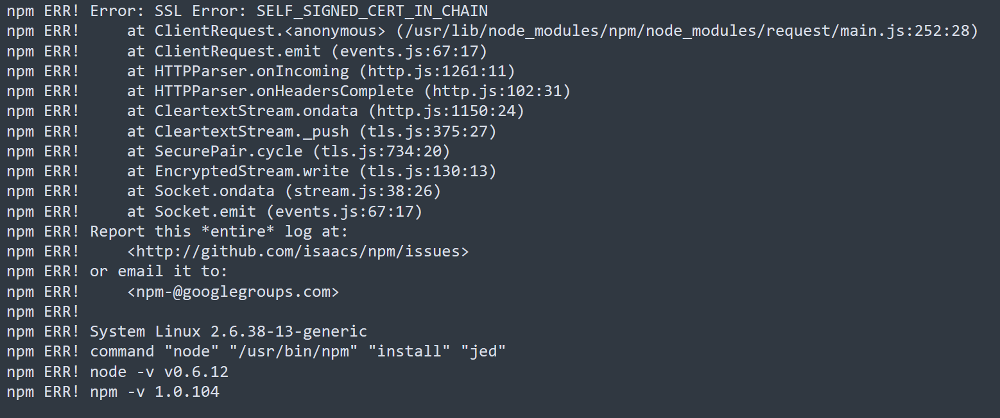 npm ERR! Error: SSL Error: SELF_SIGNED_CERT_IN_CHAIN
npm ERR!     at ClientRequest.<anonymous> (/usr/lib/node_modules/npm/node_modules/request/main.js:252:28)
npm ERR!     at ClientRequest.emit (events.js:67:17)
npm ERR!     at HTTPParser.onIncoming (http.js:1261:11)
npm ERR!     at HTTPParser.onHeadersComplete (http.js:102:31)
npm ERR!     at CleartextStream.ondata (http.js:1150:24)
npm ERR!     at CleartextStream._push (tls.js:375:27)
npm ERR!     at SecurePair.cycle (tls.js:734:20)
npm ERR!     at EncryptedStream.write (tls.js:130:13)
npm ERR!     at Socket.ondata (stream.js:38:26)
npm ERR!     at Socket.emit (events.js:67:17)
npm ERR! Report this *entire* log at:
npm ERR!     <http://github.com/isaacs/npm/issues>
npm ERR! or email it to:
npm ERR!     <npm-@googlegroups.com>
npm ERR!
npm ERR! System Linux 2.6.38-13-generic
npm ERR! command "node" "/usr/bin/npm" "install" "jed"
npm ERR! node -v v0.6.12
npm ERR! npm -v 1.0.104